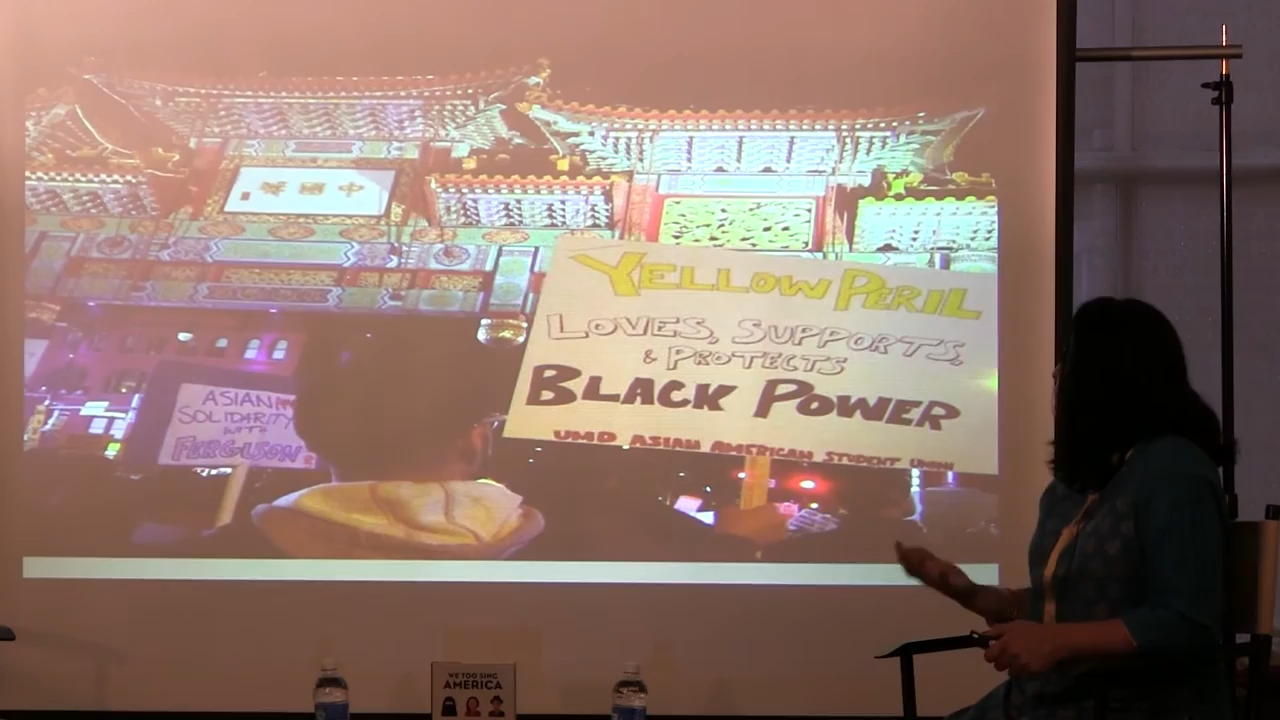 中國城
YELLOW PERIL
LOVES, SUPPORTS,
& PROTECTS
BLACK POWER
UMD ASIAN AMERICAN STUDENT UNION
ASIAN
SOLIDARITY
WITH
FERGUSON
WE TOO SING
AMERICA